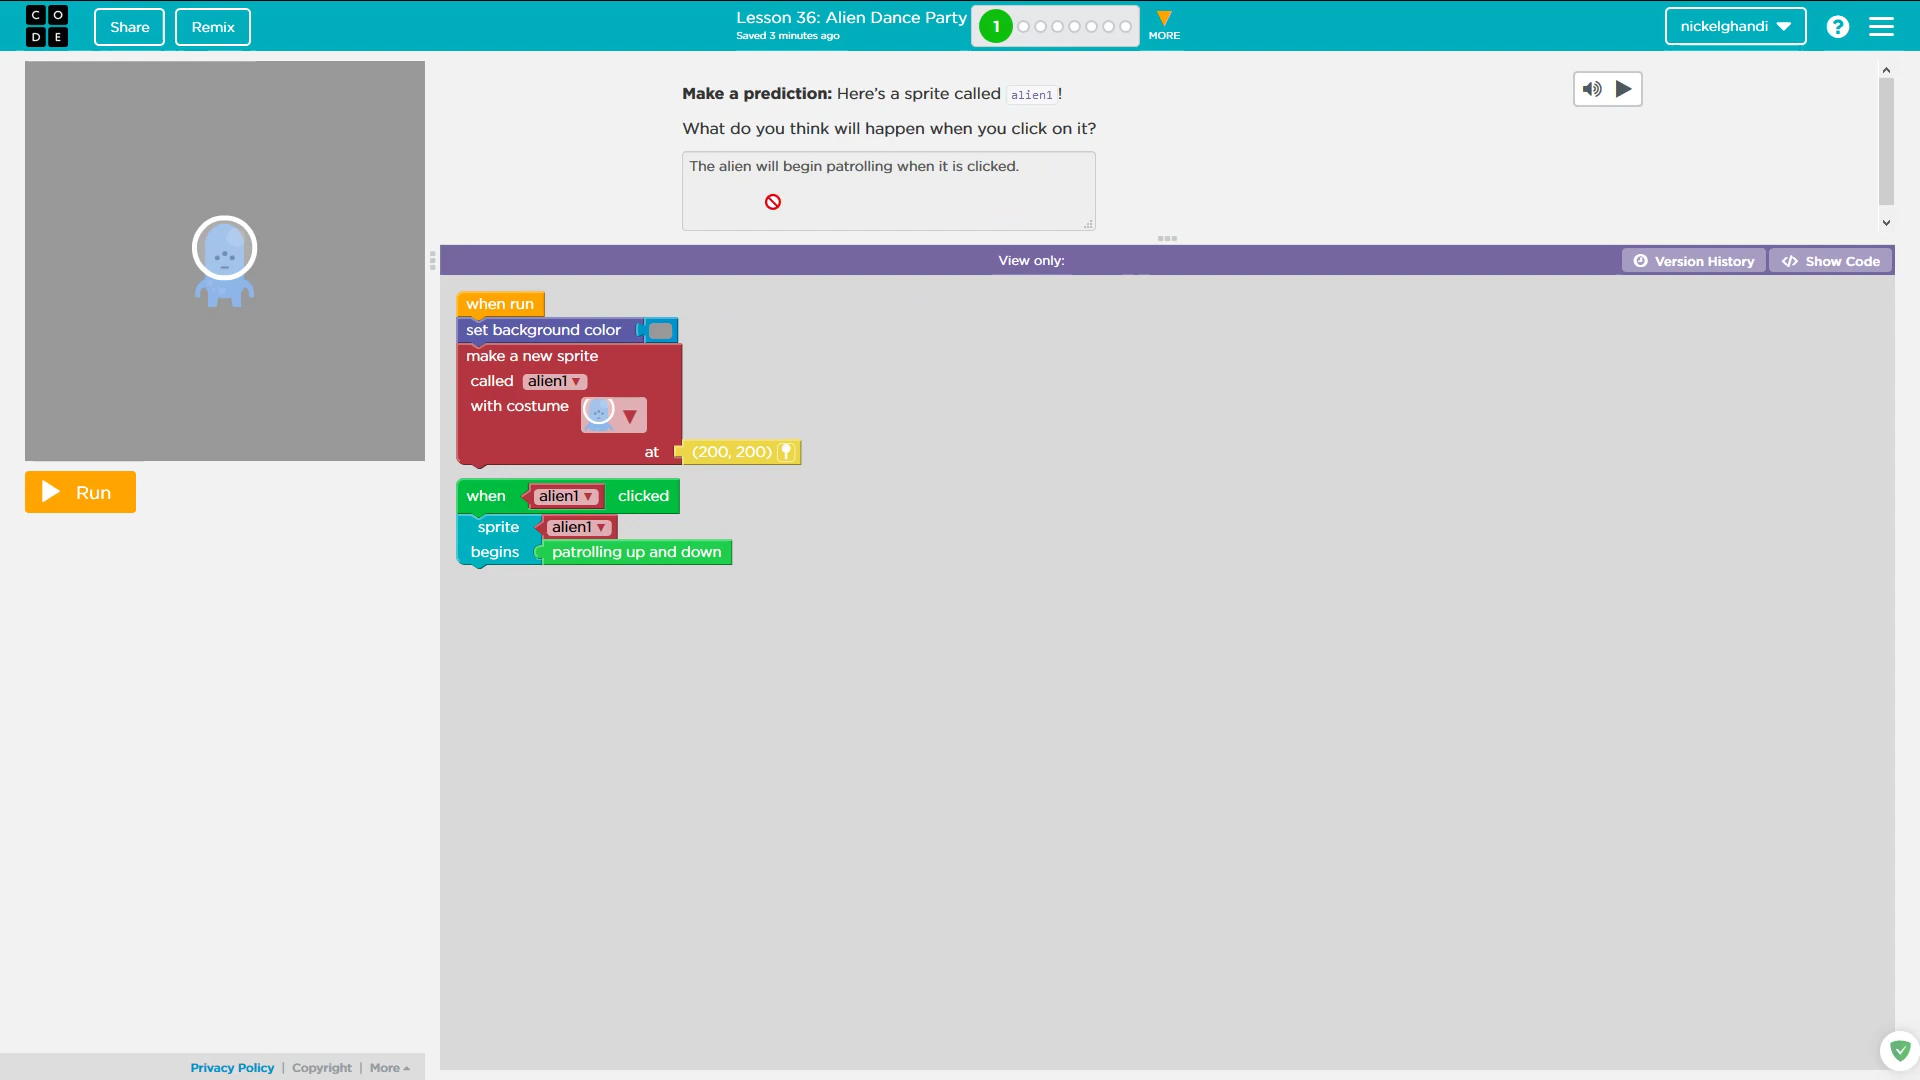 C O
D E
Share
Remix
Lesson 36: Alien Dance Party
Saved 3 minutes ago
1
MORE
nickelghandi
?
Make a prediction: Here's a sprite called alien1!
What do you think will happen when you click on it?
The alien will begin patrolling when it is clicked.
View only:
Version History
</> Show Code
when run
set background color
make a new sprite
called alien1
with costume
at (200, 200)
when alien1 clicked
sprite alien1
begins patrolling up and down
Run
Privacy Policy | Copyright | More